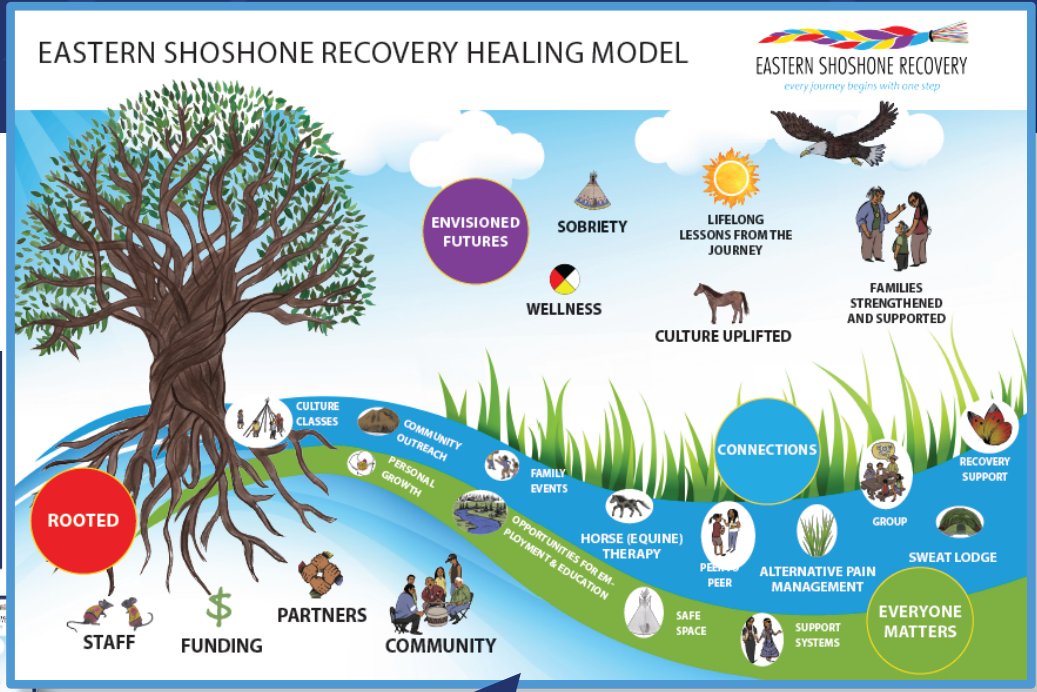 EASTERN SHOSHONE RECOVERY HEALING MODEL
EASTERN SHOSHONE RECOVERY
every journey begins with one step
ENVISIONED
FUTURES
SOBRIETY
WELLNESS
LIFELONG
LESSONS FROM THE
JOURNEY
CULTURE UPLIFTED
FAMILIES
STRENGTHENED
AND SUPPORTED
CULTURE
CLASSES
COMMUNITY
OUTREACH
FAMILY
EVENTS
HORSE (EQUINE)
THERAPY
CONNECTIONS
PEER TO
PEER
ALTERNATIVE PAIN
MANAGEMENT
GROUP
RECOVERY
SUPPORT
SWEAT LODGE
PERSONAL
GROWTH
OPPORTUNITIES FOR EM-
PLOYMENT & EDUCATION
SAFE
SPACE
SUPPORT
SYSTEMS
EVERYONE
MATTERS
ROOTED
STAFF
$
FUNDING
PARTNERS
COMMUNITY